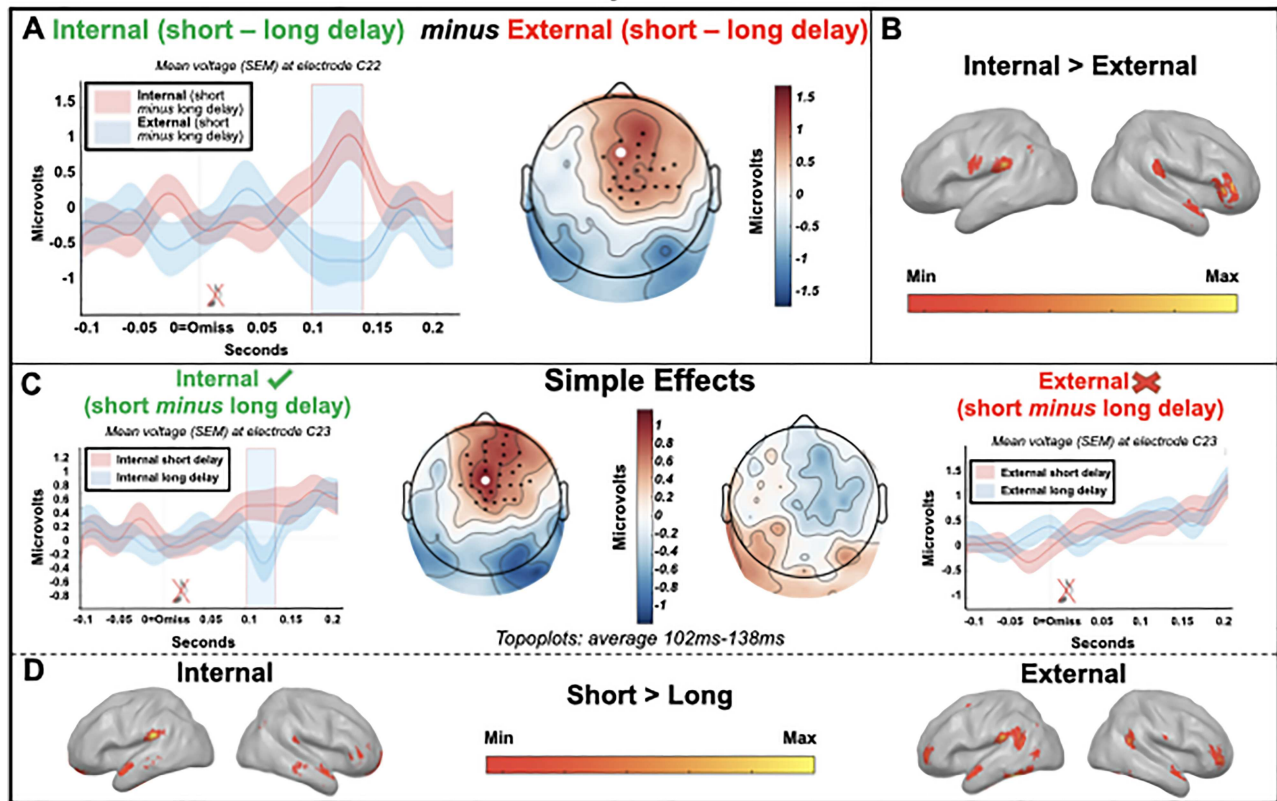 A Internal (short – long delay) minus External (short – long delay)
Mean voltage (SEM) at electrode C22
Internal (short
minus long delay)
External (short
minus long delay)
Microvolts
1.5
1
0.5
0
-0.5
-1
-0.1 -0.05 0=Omiss 0.05 0.1 0.15 0.2
Seconds
Microvolts
1.5
1
0.5
0
-0.5
-1
-1.5
B
Internal > External
Min Max
C
Internal
(short minus long delay)
Mean voltage (SEM) at electrode C23
Internal short delay
Internal long delay
Microvolts
1.2
1
0.8
0.6
0.4
0.2
0
-0.2
-0.4
-0.6
-0.8
-0.1 -0.05 0=Omiss 0.05 0.1 0.15 0.2
Seconds
Simple Effects
Microvolts
1
0.8
0.6
0.4
0.2
0
-0.2
-0.4
-0.6
-0.8
-1
Topoplots: average 102ms-138ms
External
(short minus long delay)
Mean voltage (SEM) at electrode C23
External short delay
External long delay
Microvolts
1.5
1
0.5
0
-0.5
-1
-0.1 -0.05 0=Omiss 0.05 0.1 0.15 0.2
Seconds
D
Internal
Short > Long
Min Max
External